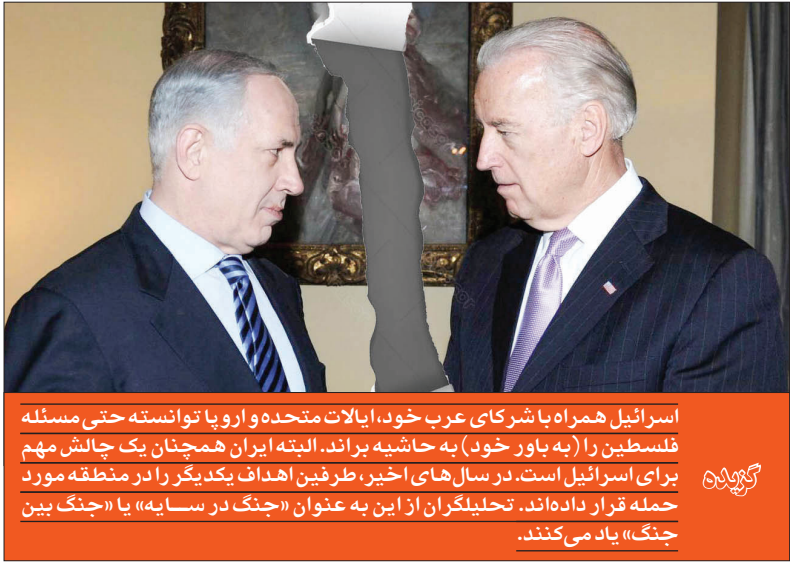 اسرائیل همراه با شرکای عرب خود، ایالات متحده و اروپا توانسته حتی مسئله
فلسطین را (به باور خود) به حاشیه براند. البته ایران همچنان یک چالش مهم
برای اسرائیل است. در سال‌های اخیر، طرفین اهداف یکدیگر را در منطقه مورد
حمله قرار داده‌اند. تحلیلگران از این به عنوان «جنگ در سـایه» یا «جنگ بین
جنگ» یاد می‌کنند.
گزیده